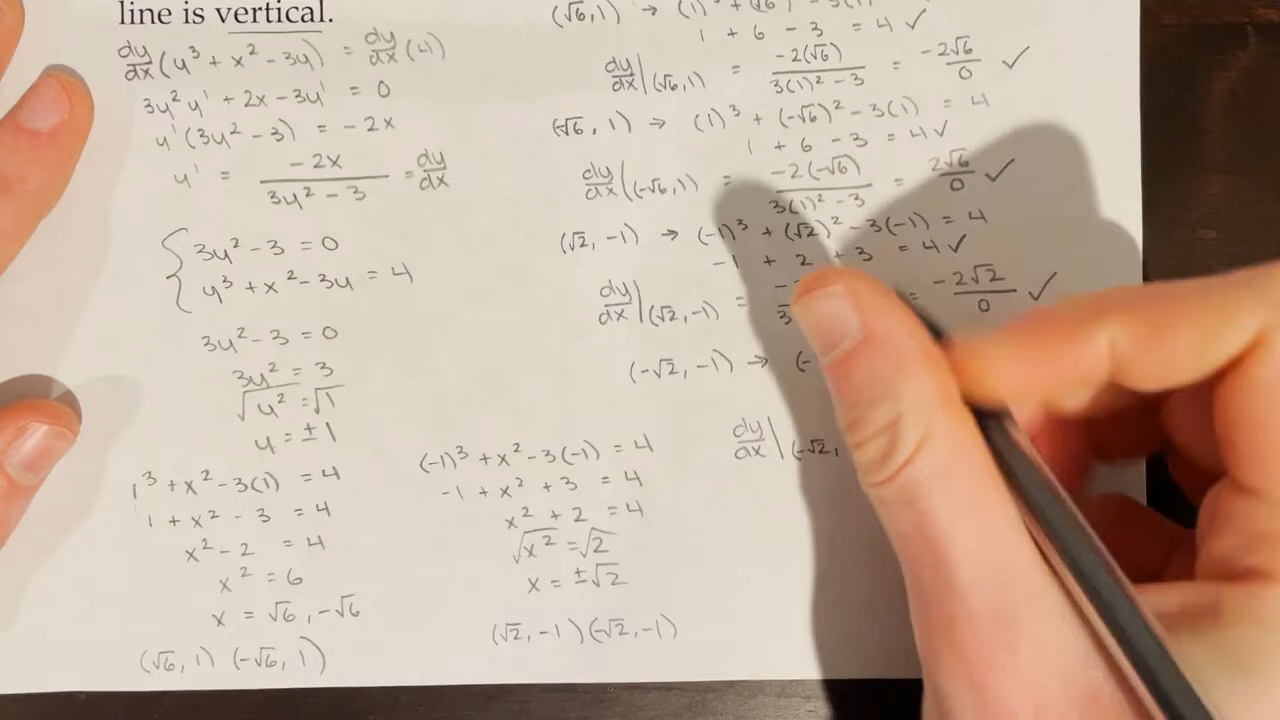 line is vertical.
dy/dx (y³ + x² - 3y) = dy/dx (4)
3y² y' + 2x - 3y' = 0
y' (3y² - 3) = -2x
y' = -2x / (3y² - 3) = dy/dx
{ 3y² - 3 = 0
y³ + x² - 3y = 4
3y² - 3 = 0
3y² = 3
√y² = √1
y = ±1
1³ + x² - 3(1) = 4
1 + x² - 3 = 4
x² - 2 = 4
x² = 6
x = √6, -√6
(√6, 1) (-√6, 1)
(-1)³ + x² - 3(-1) = 4
-1 + x² + 3 = 4
x² + 2 = 4
√x² = √2
x = ±√2
(√2, -1) (-√2, -1)
(√6, 1) →
1 + 6 - 3 = 4 ✓
dy/dx | (√6, 1) = -2(√6) / (3(1)² - 3) = -2√6 / 0 ✓
(-√6, 1) → (1)³ + (-√6)² - 3(1) = 4
1 + 6 - 3 = 4 ✓
dy/dx | (-√6, 1) = -2(-√6) / (3(1)² - 3) = 2√6 / 0 ✓
(√2, -1) → (-1)³ + (√2)² - 3(-1) = 4
-1 + 2 + 3 = 4 ✓
dy/dx | (√2, -1) = = -2√2 / 0 ✓
(-√2, -1) → (-
dy/dx | (-√2,